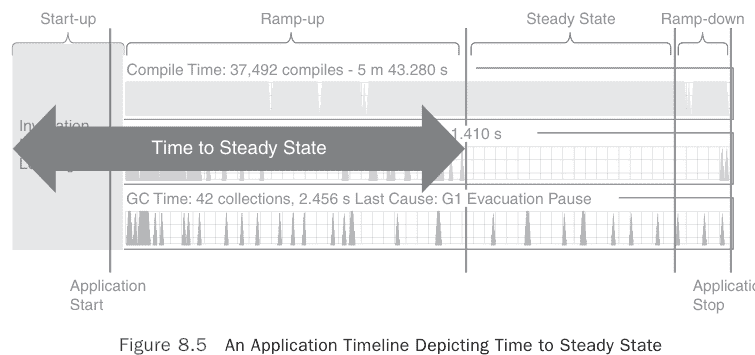 Start-up
Ramp-up
Steady State
Ramp-down
Compile Time: 37,492 compiles - 5 m 43.280 s
Time to Steady State
1.410 s
GC Time: 42 collections, 2.456 s Last Cause: G1 Evacuation Pause
Application
Start
Stop
Figure 8.5 An Application Timeline Depicting Time to Steady State